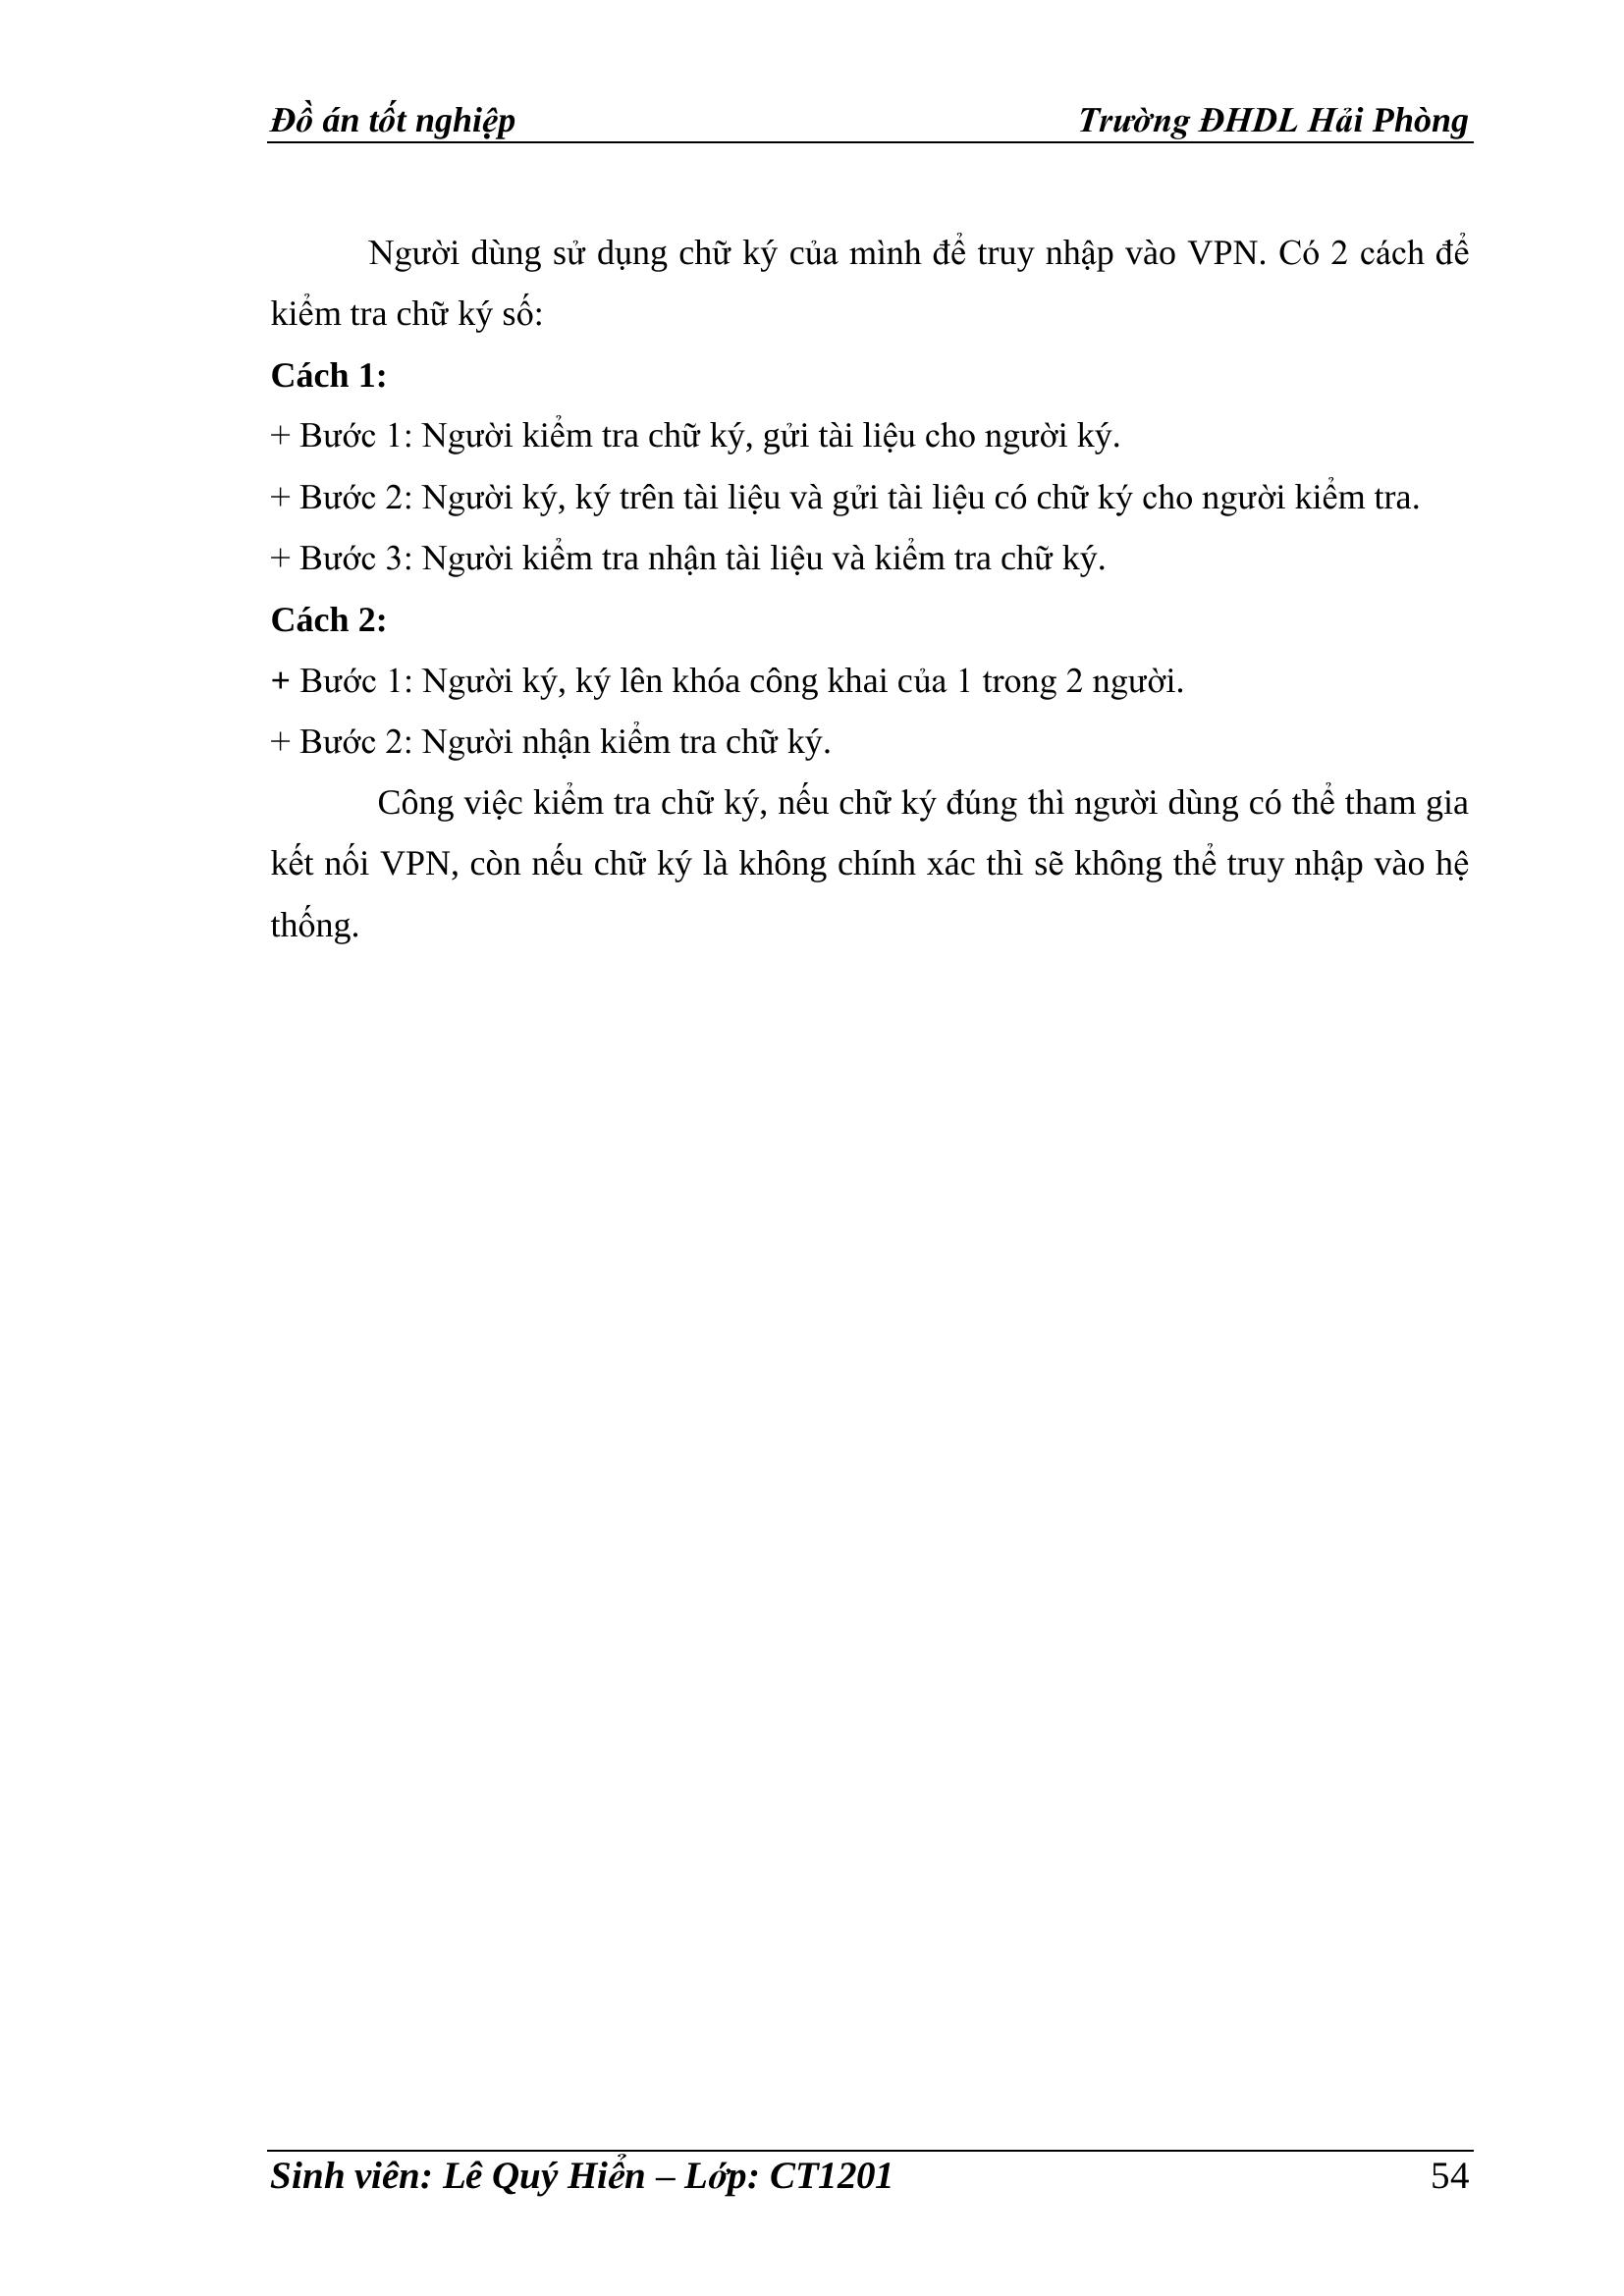 Đồ án tốt nghiệp Trường ĐHDL Hải Phòng
Người dùng sử dụng chữ ký của mình để truy nhập vào VPN. Có 2 cách để
kiểm tra chữ ký số:
Cách 1:
+ Bước 1: Người kiểm tra chữ ký, gửi tài liệu cho người ký.
+ Bước 2: Người ký, ký trên tài liệu và gửi tài liệu có chữ ký cho người kiểm tra.
+ Bước 3: Người kiểm tra nhận tài liệu và kiểm tra chữ ký.
Cách 2:
+ Bước 1: Người ký, ký lên khóa công khai của 1 trong 2 người.
+ Bước 2: Người nhận kiểm tra chữ ký.
Công việc kiểm tra chữ ký, nếu chữ ký đúng thì người dùng có thể tham gia
kết nối VPN, còn nếu chữ ký là không chính xác thì sẽ không thể truy nhập vào hệ
thống.
Sinh viên: Lê Quý Hiển – Lớp: CT1201 54